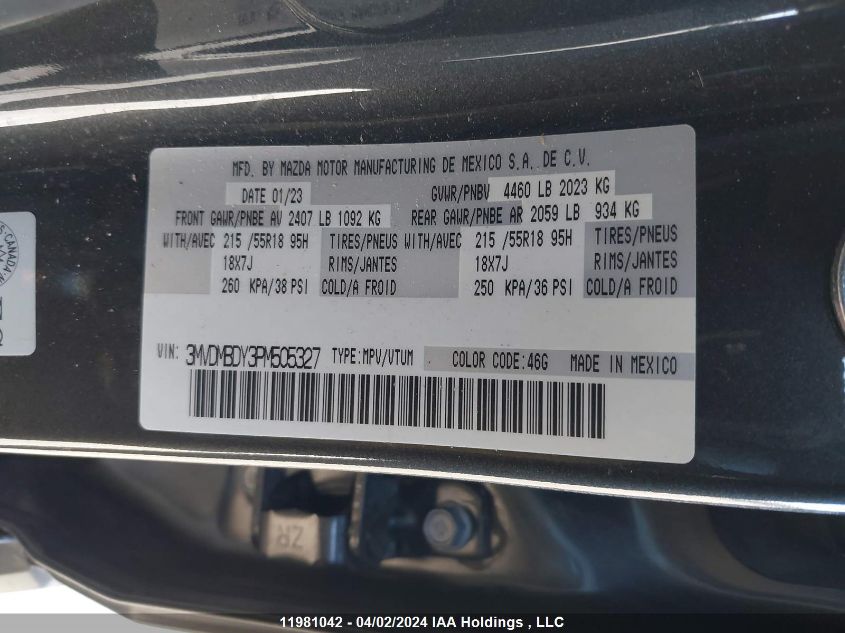 MFD. BY MAZDA MOTOR MANUFACTURING DE MEXICO S.A. DE C.V.
DATE 01/23 GVWR/PNBV 4460 LB 2023 KG
FRONT GAWR/PNBE AV 2407 LB 1092 KG REAR GAWR/PNBE AR 2059 LB 934 KG
WITH/AVEC 215 /55R18 95H TIRES/PNEUS WITH/AVEC 215 /55R18 95H TIRES/PNEUS
18X7J RIMS/JANTES 18X7J RIMS/JANTES
260 KPA/38 PSI COLD/A FROID 250 KPA/36 PSI COLD/A FROID
VIN: 3MVDMBDY3PM505327 TYPE:MPV/VTUM COLOR CODE:46G MADE IN MEXICO
CANADA
ZR
11981042 - 04/02/2024 IAA Holdings , LLC